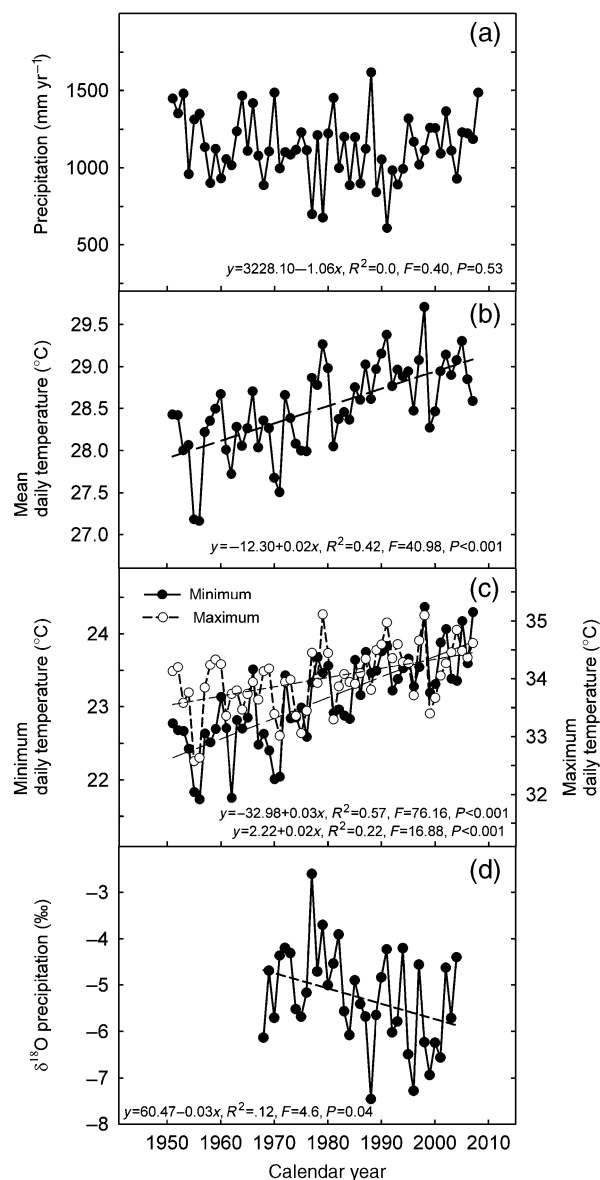 (a)
Precipitation (mm yr⁻¹)
1500
1000
500
y=3228.10—1.06x, R²=0.0, F=0.40, P=0.53
(b)
Mean
daily temperature (°C)
29.5
29.0
28.5
28.0
27.5
27.0
y=−12.30+0.02x, R²=0.42, F=40.98, P<0.001
(c)
Minimum
Maximum
Minimum
daily temperature (°C)
24
23
22
35
34
33
32
Maximum
daily temperature (°C)
y=−32.98+0.03x, R²=0.57, F=76.16, P<0.001
y=2.22+0.02x, R²=0.22, F=16.88, P<0.001
(d)
δ¹⁸O precipitation (‰)
−3
−4
−5
−6
−7
−8
y=60.47−0.03x, R²=.12, F=4.6, P=0.04
1950 1960 1970 1980 1990 2000 2010
Calendar year